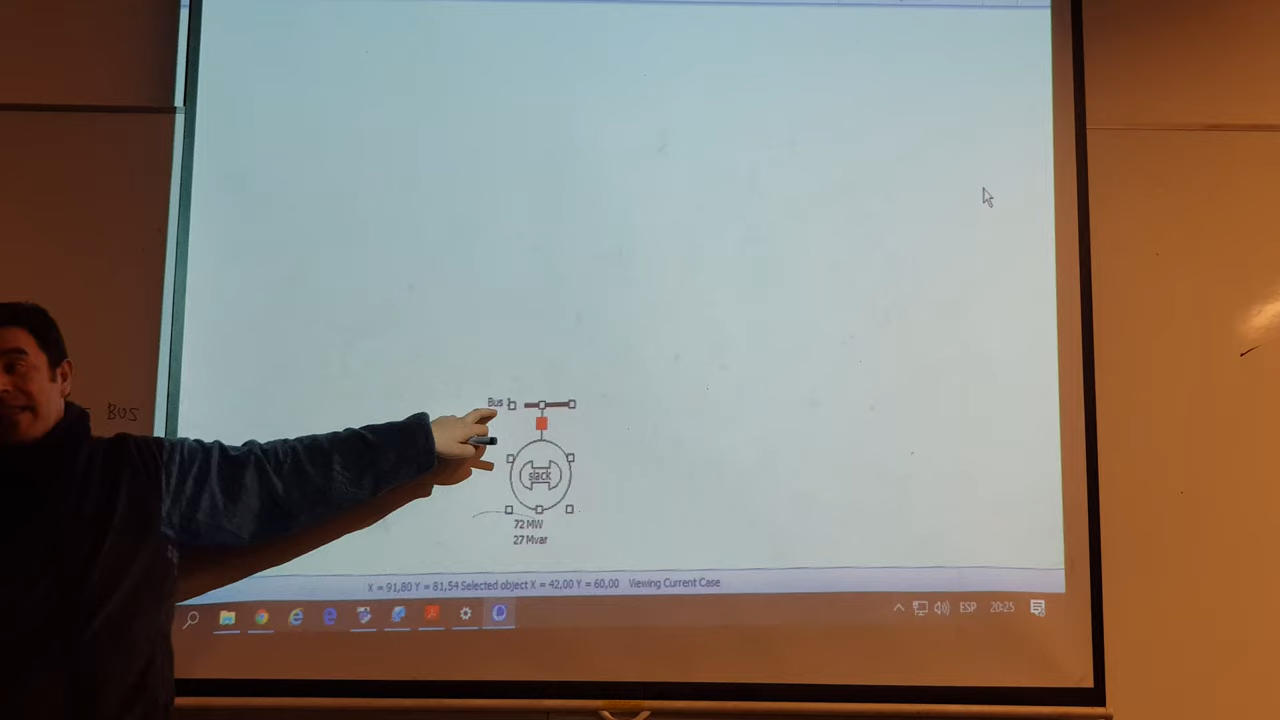 BUS
Bus
slack
72 MW
27 Mvar
X = 91,80 Y = 81,54 Selected object X = 42,00 Y = 60,00 Viewing Current Case
ESP 20:25